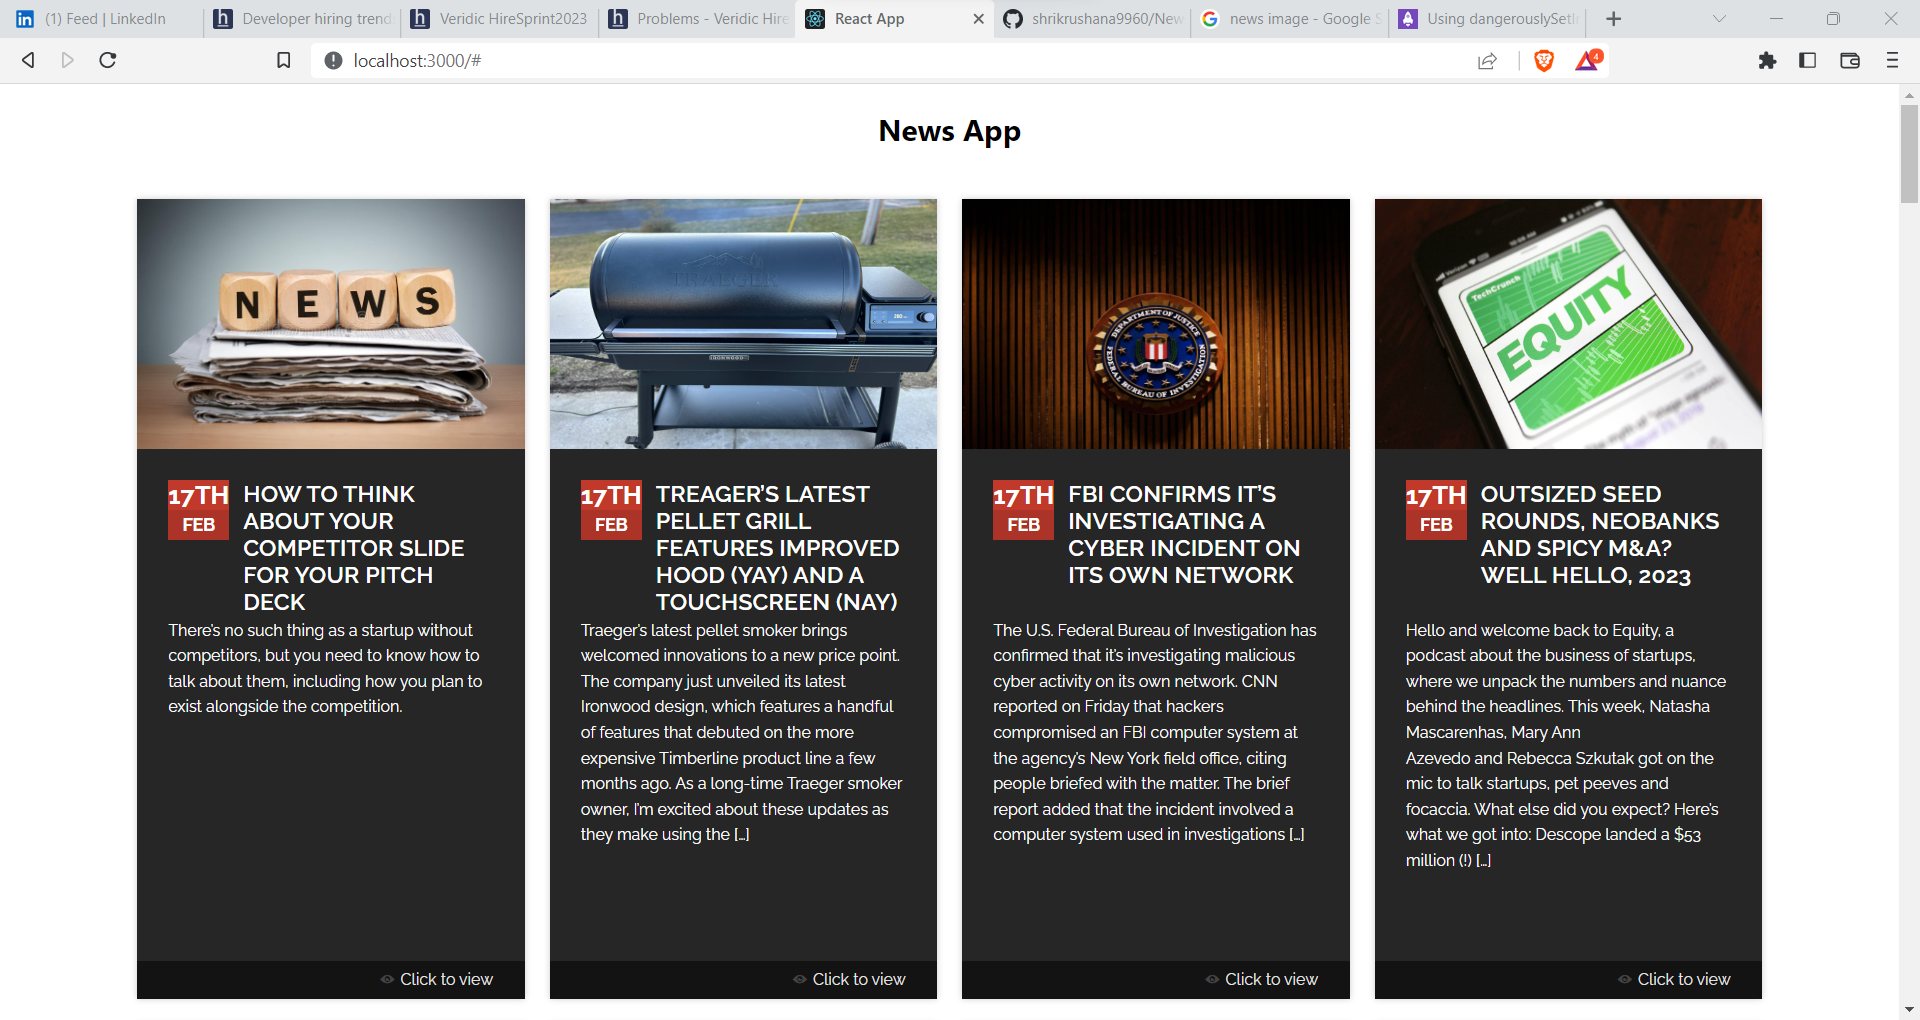 (1) Feed | LinkedIn
Developer hiring trend
Veridic HireSprint2023
Problems - Veridic Hire
React App
shrikrushana9960/New
news image - Google S
Using dangerouslySetI
localhost:3000/#
4
News App
N E W S
TRAEGER
IRONWOOD
DEPARTMENT OF JUSTICE
FEDERAL BUREAU OF INVESTIGATION
TechCrunch
EQUITY
17TH
FEB
HOW TO THINK
ABOUT YOUR
COMPETITOR SLIDE
FOR YOUR PITCH
DECK
There's no such thing as a startup without
competitors, but you need to know how to
talk about them, including how you plan to
exist alongside the competition.
Click to view
17TH
FEB
TREAGER'S LATEST
PELLET GRILL
FEATURES IMPROVED
HOOD (YAY) AND A
TOUCHSCREEN (NAY)
Traeger's latest pellet smoker brings
welcomed innovations to a new price point.
The company just unveiled its latest
Ironwood design, which features a handful
of features that debuted on the more
expensive Timberline product line a few
months ago. As a long-time Traeger smoker
owner, I'm excited about these updates as
they make using the […]
Click to view
17TH
FEB
FBI CONFIRMS IT'S
INVESTIGATING A
CYBER INCIDENT ON
ITS OWN NETWORK
The U.S. Federal Bureau of Investigation has
confirmed that it's investigating malicious
cyber activity on its own network. CNN
reported on Friday that hackers
compromised an FBI computer system at
the agency's New York field office, citing
people briefed with the matter. The brief
report added that the incident involved a
computer system used in investigations […]
Click to view
17TH
FEB
OUTSIZED SEED
ROUNDS, NEOBANKS
AND SPICY M&A?
WELL HELLO, 2023
Hello and welcome back to Equity, a
podcast about the business of startups,
where we unpack the numbers and nuance
behind the headlines. This week, Natasha
Mascarenhas, Mary Ann
Azevedo and Rebecca Szkutak got on the
mic to talk startups, pet peeves and
focaccia. What else did you expect? Here's
what we got into: Descope landed a $53
million (!) […]
Click to view